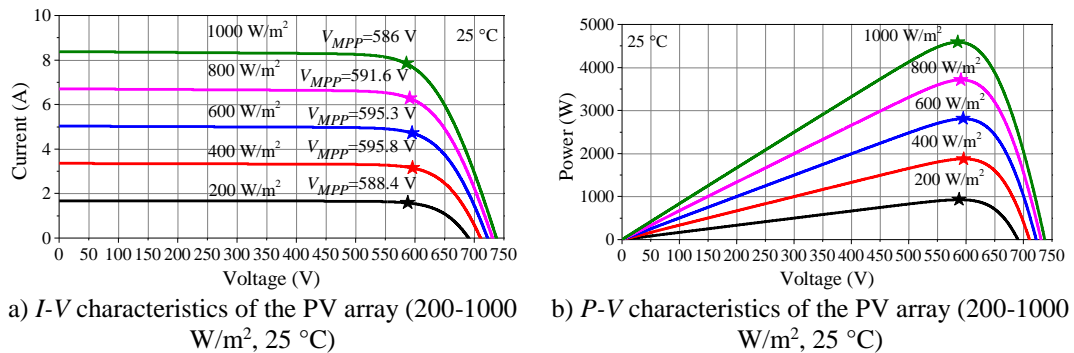 10
8
6
4
2
0
Current (A)
1000 W/m²
V_MPP=586 V
25 °C
800 W/m²
V_MPP=591.6 V
600 W/m²
V_MPP=595.3 V
400 W/m²
V_MPP=595.8 V
200 W/m²
V_MPP=588.4 V
0 50 100 150 200 250 300 350 400 450 500 550 600 650 700 750
Voltage (V)
a) I-V characteristics of the PV array (200-1000
W/m², 25 °C)
5000
4000
3000
2000
1000
0
Power (W)
25 °C
1000 W/m²
800 W/m²
600 W/m²
400 W/m²
200 W/m²
0 50 100 150 200 250 300 350 400 450 500 550 600 650 700 750
Voltage (V)
b) P-V characteristics of the PV array (200-1000
W/m², 25 °C)